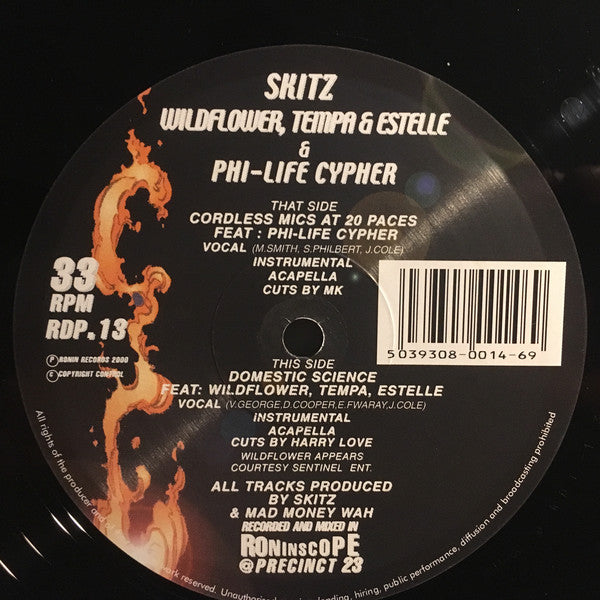 SKITZ
WILDFLOWER, TEMPA & ESTELLE
&
PHI-LIFE CYPHER
THAT SIDE
CORDLESS MICS AT 20 PACES
FEAT : PHI-LIFE CYPHER
VOCAL (M.SMITH, S.PHILBERT, J.COLE)
INSTRUMENTAL
ACAPELLA
CUTS BY MK
33
RPM
RDP.13
Ⓟ RONIN RECORDS 2000
© COPYRIGHT CONTROL
5039308-0014-69
THIS SIDE
DOMESTIC SCIENCE
FEAT: WILDFLOWER, TEMPA, ESTELLE
VOCAL (V.GEORGE,D.COOPER,E.FWARAY,J.COLE)
INSTRUMENTAL
ACAPELLA
CUTS BY HARRY LOVE
WILDFLOWER APPEARS
COURTESY SENTINEL ENT.
ALL TRACKS PRODUCED
BY SKITZ
& MAD MONEY WAH
RECORDED AND MIXED IN
RONINSCOPE
@PRECINCT 23
All rights of the producer and work reserved. hiring, public performance, diffusion and broadcasting prohibited